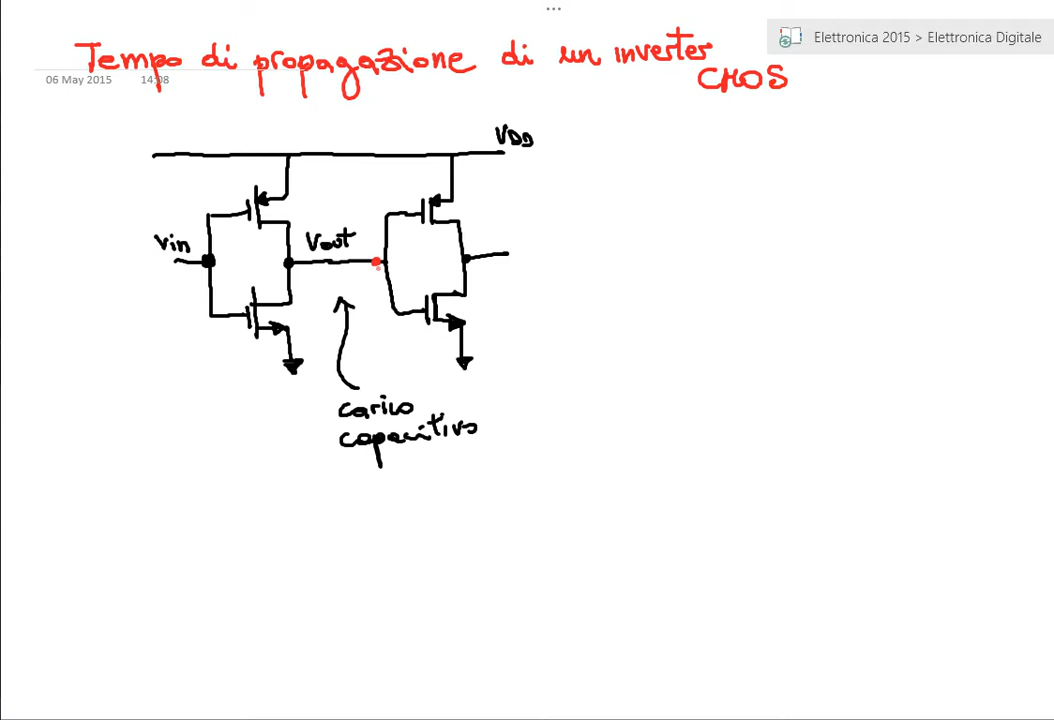 Elettronica 2015 > Elettronica Digitale
Tempo di propagazione di un inverter
CMOS
06 May 2015 14:08
VDD
Vin
Vout
carico
capacitivo